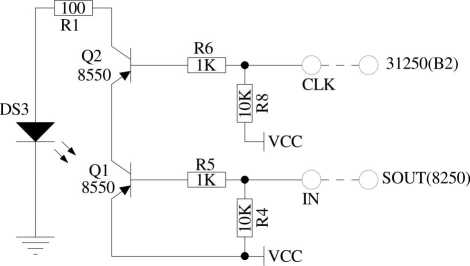 100
R1
Q2
8550
R6
1K
CLK
31250(B2)
10K
R8
VCC
DS3
Q1
8550
R5
1K
IN
SOUT(8250)
10K
R4
VCC